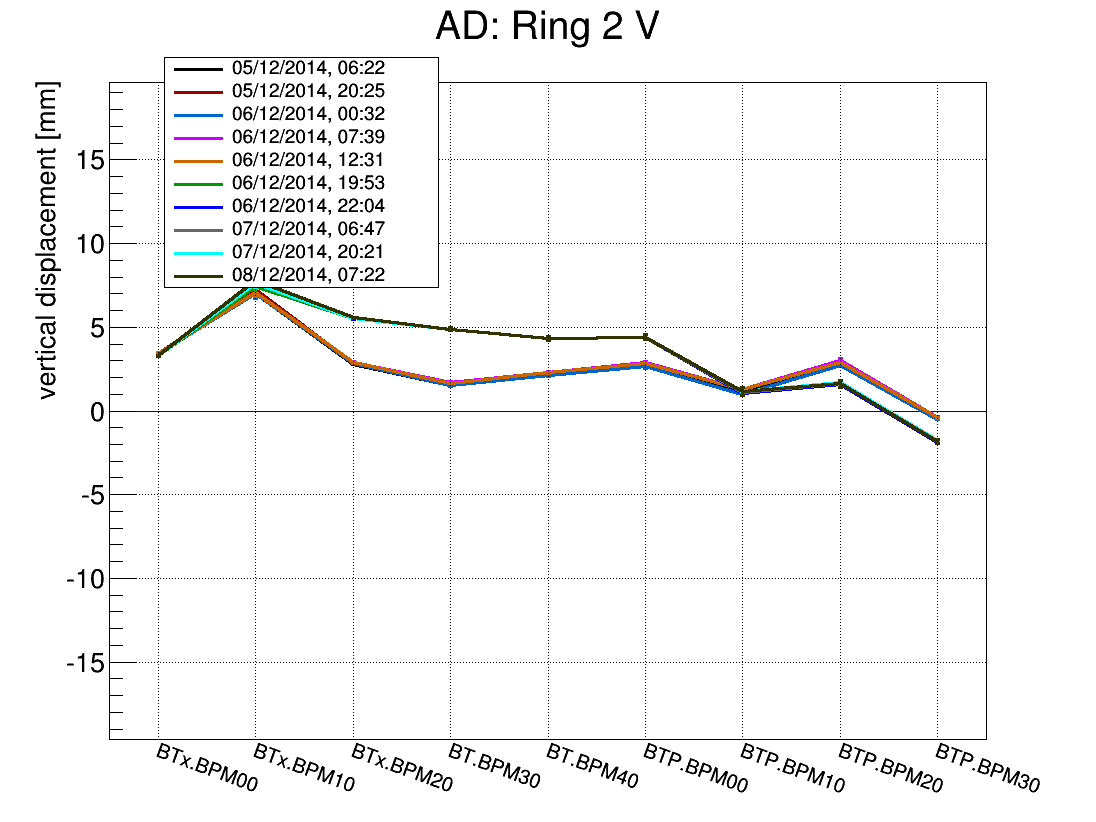 AD: Ring 2 V
05/12/2014, 06:22
05/12/2014, 20:25
06/12/2014, 00:32
06/12/2014, 07:39
06/12/2014, 12:31
06/12/2014, 19:53
06/12/2014, 22:04
07/12/2014, 06:47
07/12/2014, 20:21
08/12/2014, 07:22
vertical displacement [mm]
15
10
5
0
-5
-10
-15
BTx.BPM00
BTx.BPM10
BTx.BPM20
BT.BPM30
BT.BPM40
BTP.BPM00
BTP.BPM10
BTP.BPM20
BTP.BPM30